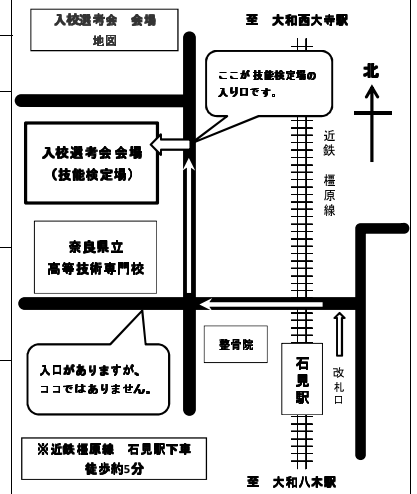 入校選考会 会場
地図
至 大和西大寺駅
ここが技能検定場の
入り口です。
北
近鉄 橿原線
入校選考会会場
（技能検定場）
奈良県立
高等技術専門校
整骨院
石見駅
改札口
入口がありますが、
ココではありません。
※近鉄橿原線 石見駅下車
徒歩約5分
至 大和八木駅